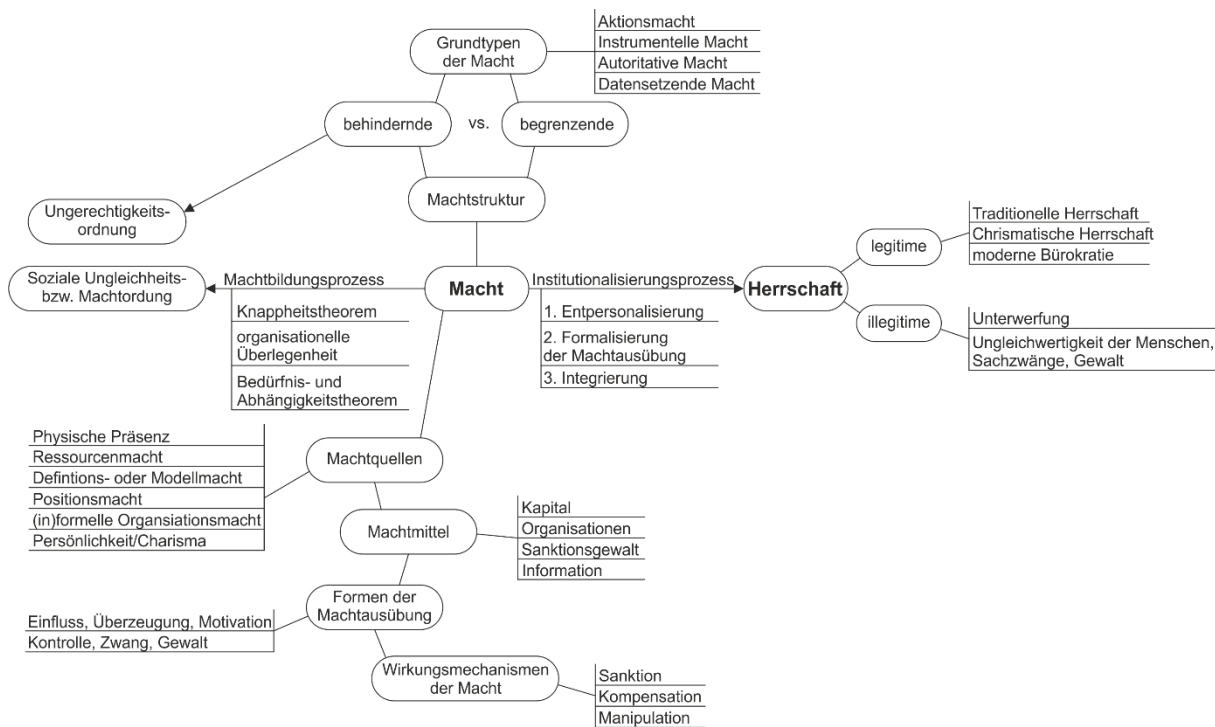 Grundtypen
der Macht
Aktionsmacht
Instrumentelle Macht
Autoritative Macht
Datensetzende Macht
behindernde
vs.
begrenzende
Machtstruktur
Ungerechtigkeits-
ordnung
Soziale Ungleichheits-
bzw. Machtordung
Machtbildungsprozess
Knappheitstheorem
organisationelle
Überlegenheit
Bedürfnis- und
Abhängigkeitstheorem
Macht
Institutionalisierungsprozess
1. Entpersonalisierung
2. Formalisierung
der Machtausübung
3. Integrierung
Herrschaft
legitime
Traditionelle Herrschaft
Chrismatische Herrschaft
moderne Bürokratie
illegitime
Unterwerfung
Ungleichwertigkeit der Menschen,
Sachzwänge, Gewalt
Machtquellen
Physische Präsenz
Ressourcenmacht
Defintions- oder Modellmacht
Positionsmacht
(in)formelle Organsiationsmacht
Persönlichkeit/Charisma
Machtmittel
Kapital
Organisationen
Sanktionsgewalt
Information
Formen der
Machtausübung
Einfluss, Überzeugung, Motivation
Kontrolle, Zwang, Gewalt
Wirkungsmechanismen
der Macht
Sanktion
Kompensation
Manipulation